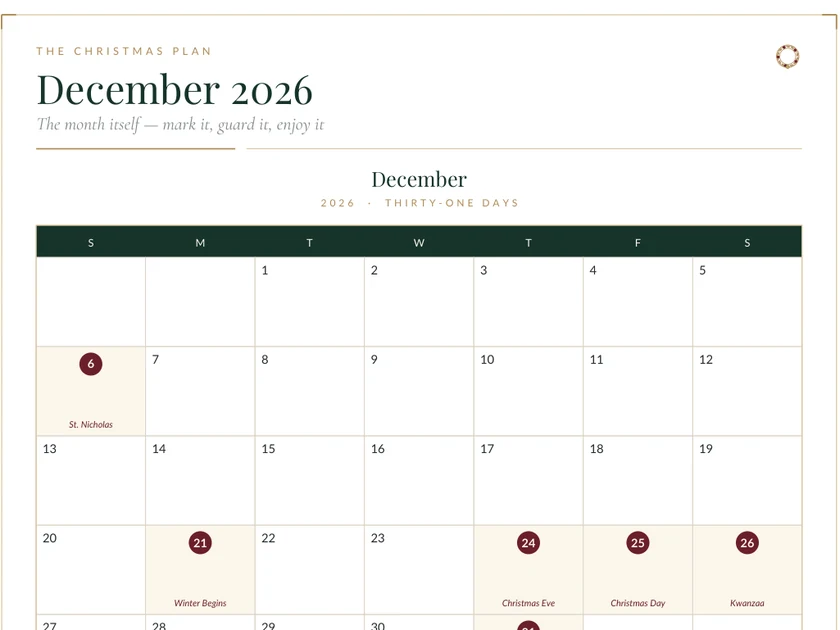 THE CHRISTMAS PLAN
December 2026
The month itself — mark it, guard it, enjoy it
December
2026 · THIRTY-ONE DAYS
S M T W T F S
1 2 3 4 5
6 7 8 9 10 11 12
St. Nicholas
13 14 15 16 17 18 19
20 21 22 23 24 25 26
Winter Begins Christmas Eve Christmas Day Kwanzaa
27 28 29 30 31